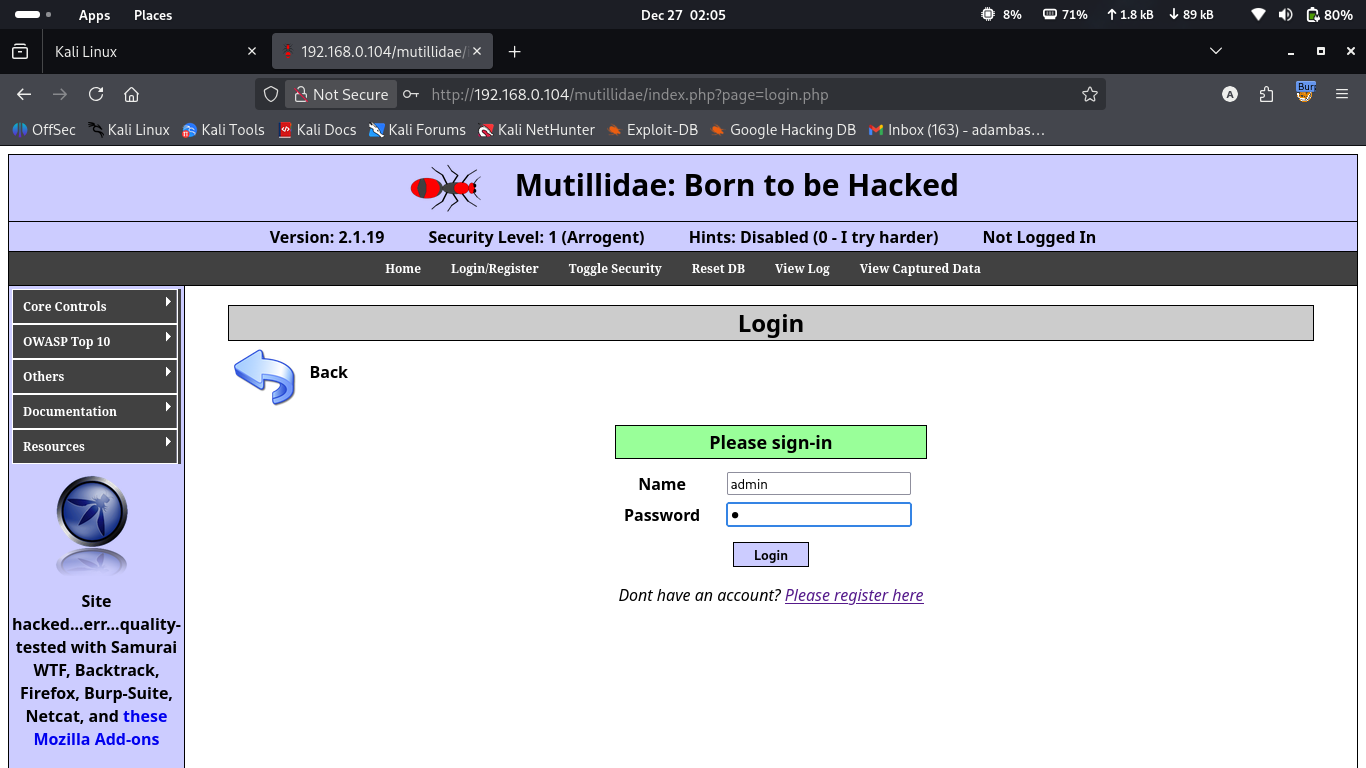 Apps Places Dec 27 02:05 8% 71% 1.8 kB 89 kB 80%
Kali Linux 192.168.0.104/mutillidae/
Not Secure http://192.168.0.104/mutillidae/index.php?page=login.php A Bur
OffSec Kali Linux Kali Tools Kali Docs Kali Forums Kali NetHunter Exploit-DB Google Hacking DB Inbox (163) - adambas…
Mutillidae: Born to be Hacked
Version: 2.1.19 Security Level: 1 (Arrogent) Hints: Disabled (0 - I try harder) Not Logged In
Home Login/Register Toggle Security Reset DB View Log View Captured Data
Core Controls
OWASP Top 10
Others
Documentation
Resources
Site
hacked...err...quality-
tested with Samurai
WTF, Backtrack,
Firefox, Burp-Suite,
Netcat, and these
Mozilla Add-ons
Login
Back
Please sign-in
Name admin
Password
Login
Dont have an account? Please register here